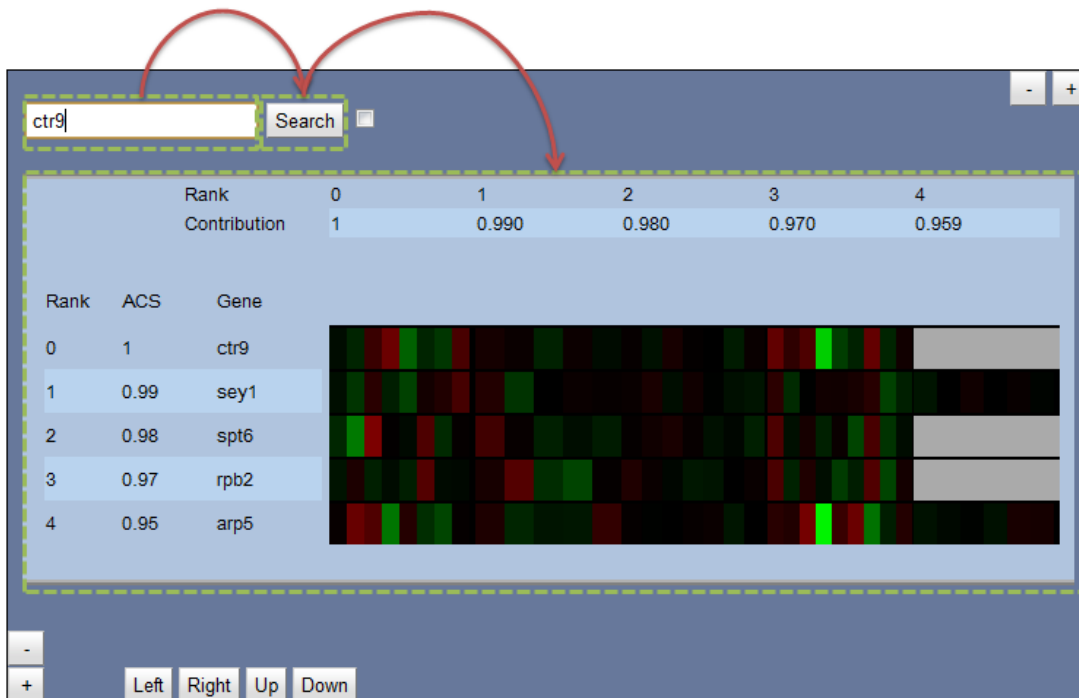 - +
ctr9 Search
Rank 0 1 2 3 4
Contribution 1 0.990 0.980 0.970 0.959
Rank ACS Gene
0 1 ctr9
1 0.99 sey1
2 0.98 spt6
3 0.97 rpb2
4 0.95 arp5
-
+ Left Right Up Down